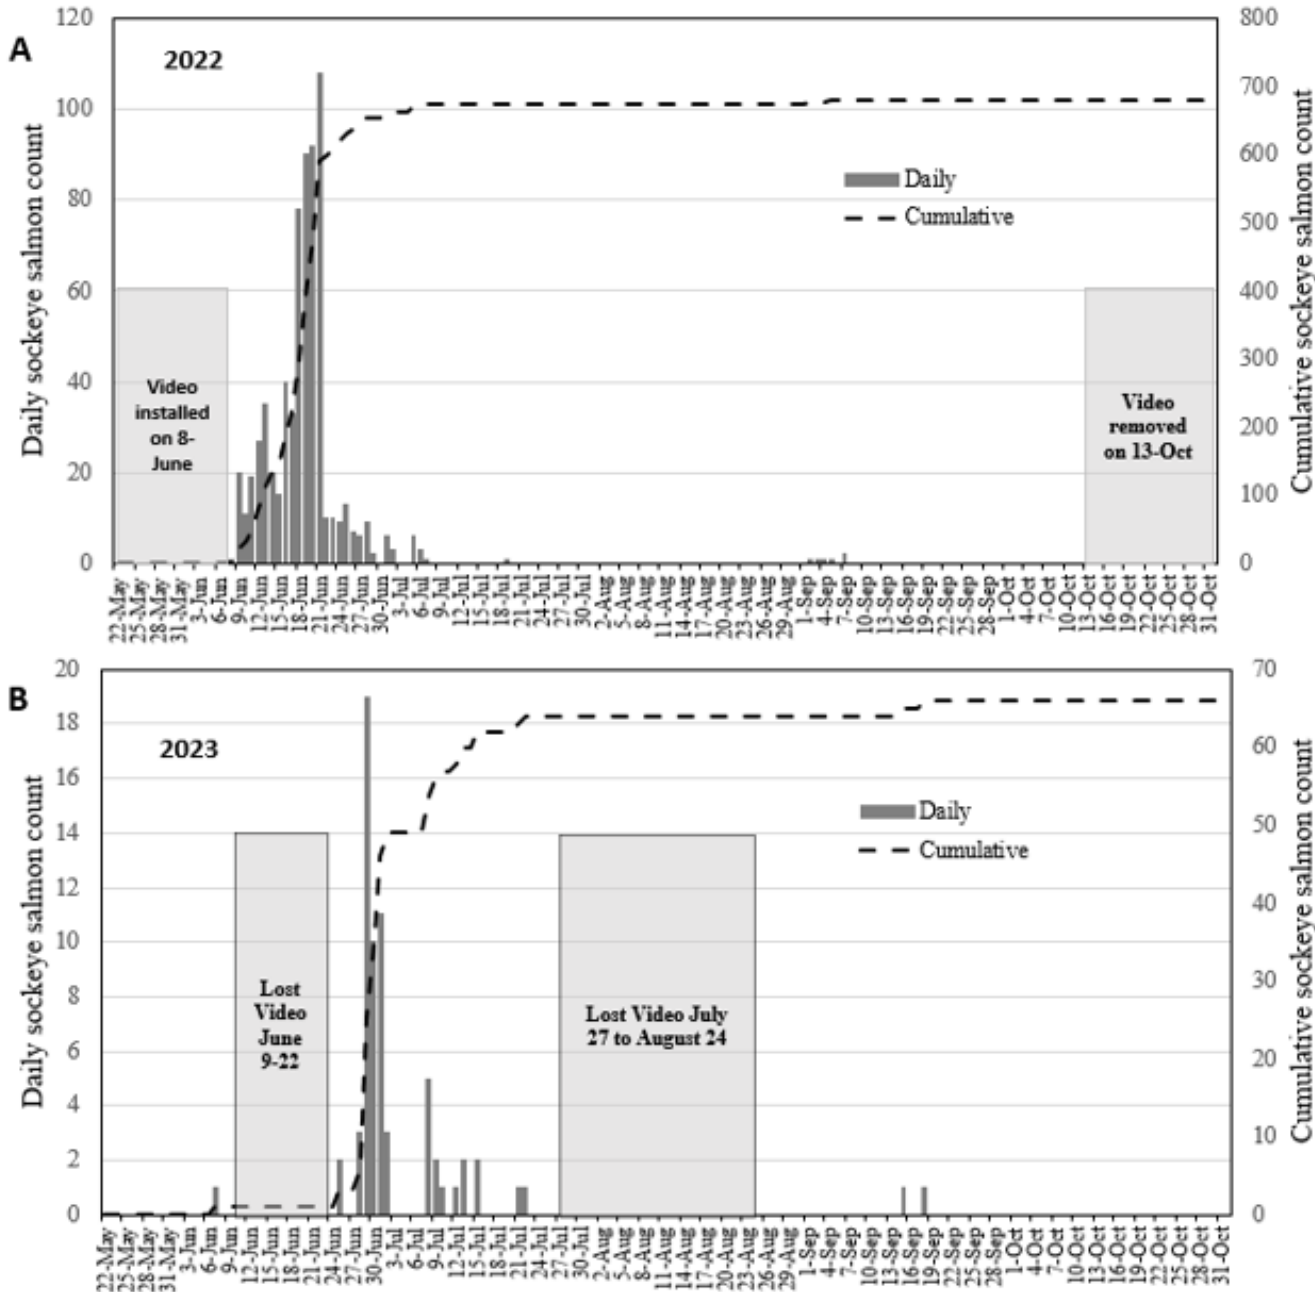 A
2022
Daily sockeye salmon count
120
100
80
60
40
20
0
Cumulative sockeye salmon count
800
700
600
500
400
300
200
100
0
Daily
Cumulative
Video
installed
on 8-
June
Video
removed
on 13-Oct
22-May
25-May
28-May
31-May
3-Jun
6-Jun
9-Jun
12-Jun
15-Jun
18-Jun
21-Jun
24-Jun
27-Jun
30-Jun
3-Jul
6-Jul
9-Jul
12-Jul
15-Jul
18-Jul
21-Jul
24-Jul
27-Jul
30-Jul
2-Aug
5-Aug
8-Aug
11-Aug
14-Aug
17-Aug
20-Aug
23-Aug
26-Aug
29-Aug
1-Sep
4-Sep
7-Sep
10-Sep
13-Sep
16-Sep
19-Sep
22-Sep
25-Sep
28-Sep
1-Oct
4-Oct
7-Oct
10-Oct
13-Oct
16-Oct
19-Oct
22-Oct
25-Oct
28-Oct
31-Oct
B
2023
Daily sockeye salmon count
20
18
16
14
12
10
8
6
4
2
0
Cumulative sockeye salmon count
70
60
50
40
30
20
10
0
Daily
Cumulative
Lost
Video
June
9-22
Lost Video July
27 to August 24
22-May
25-May
28-May
31-May
3-Jun
6-Jun
9-Jun
12-Jun
15-Jun
18-Jun
21-Jun
24-Jun
27-Jun
30-Jun
3-Jul
6-Jul
9-Jul
12-Jul
15-Jul
18-Jul
21-Jul
24-Jul
27-Jul
30-Jul
2-Aug
5-Aug
8-Aug
11-Aug
14-Aug
17-Aug
20-Aug
23-Aug
26-Aug
29-Aug
1-Sep
4-Sep
7-Sep
10-Sep
13-Sep
16-Sep
19-Sep
22-Sep
25-Sep
28-Sep
1-Oct
4-Oct
7-Oct
10-Oct
13-Oct
16-Oct
19-Oct
22-Oct
25-Oct
28-Oct
31-Oct